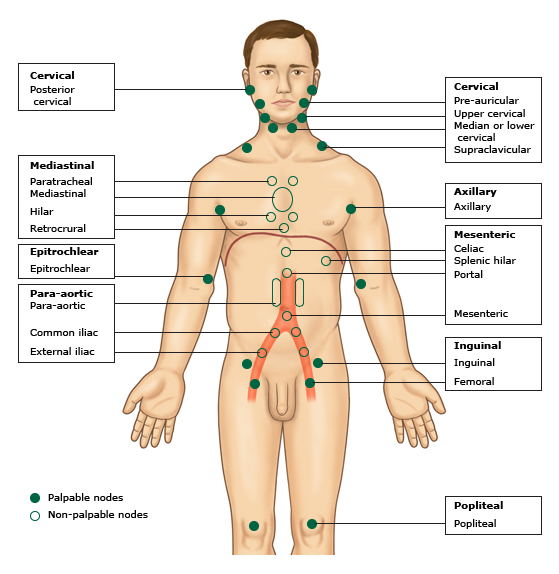 Cervical
Posterior
cervical
Mediastinal
Paratracheal
Mediastinal
Hilar
Retrocrural
Epitrochlear
Epitrochlear
Para-aortic
Para-aortic
Common iliac
External iliac
Cervical
Pre-auricular
Upper cervical
Median or lower
cervical
Supraclavicular
Axillary
Axillary
Mesenteric
Celiac
Splenic hilar
Portal
Mesenteric
Inguinal
Inguinal
Femoral
Popliteal
Popliteal
Palpable nodes
Non-palpable nodes